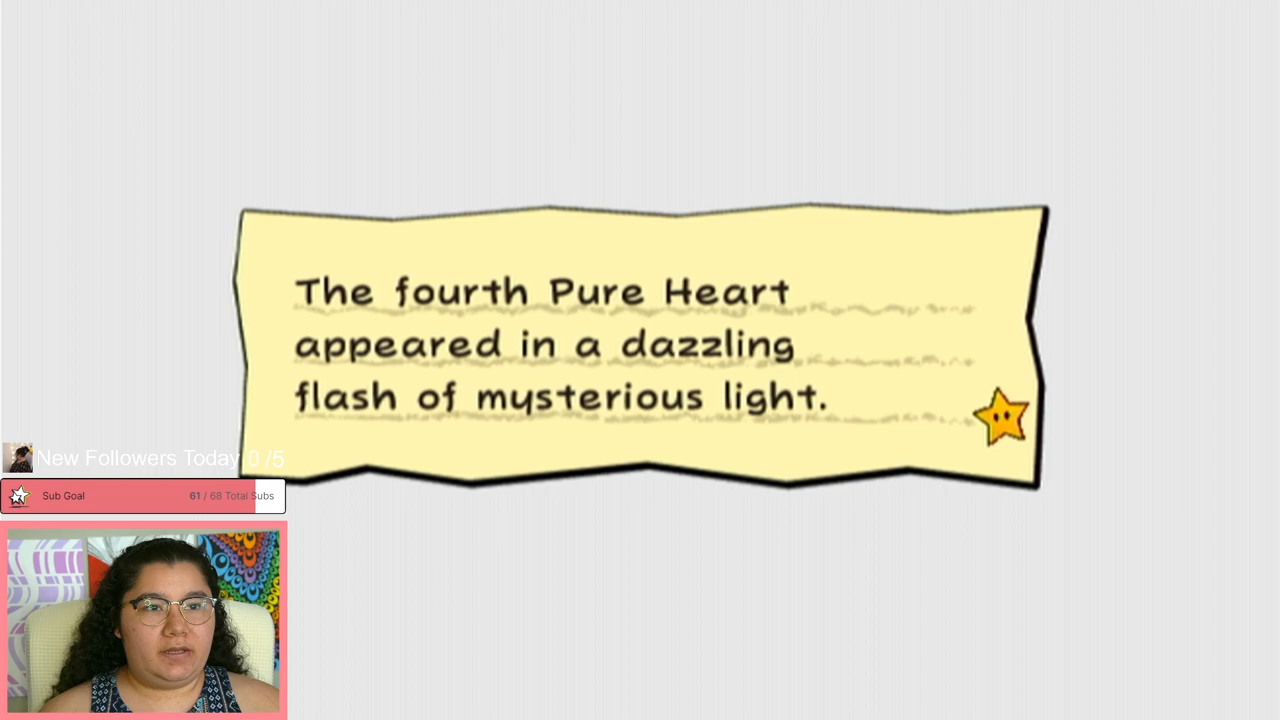 The fourth Pure Heart
appeared in a dazzling
flash of mysterious light.
New Followers Today 0 /5
Sub Goal
61 / 68 Total Subs